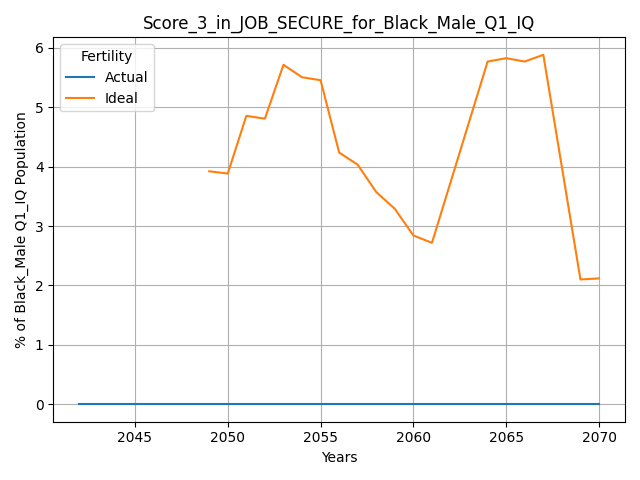 Score_3_in_JOB_SECURE_for_Black_Male_Q1_IQ
Fertility
Actual
Ideal
% of Black_Male Q1_IQ Population
6
5
4
3
2
1
0
2045 2050 2055 2060 2065 2070
Years